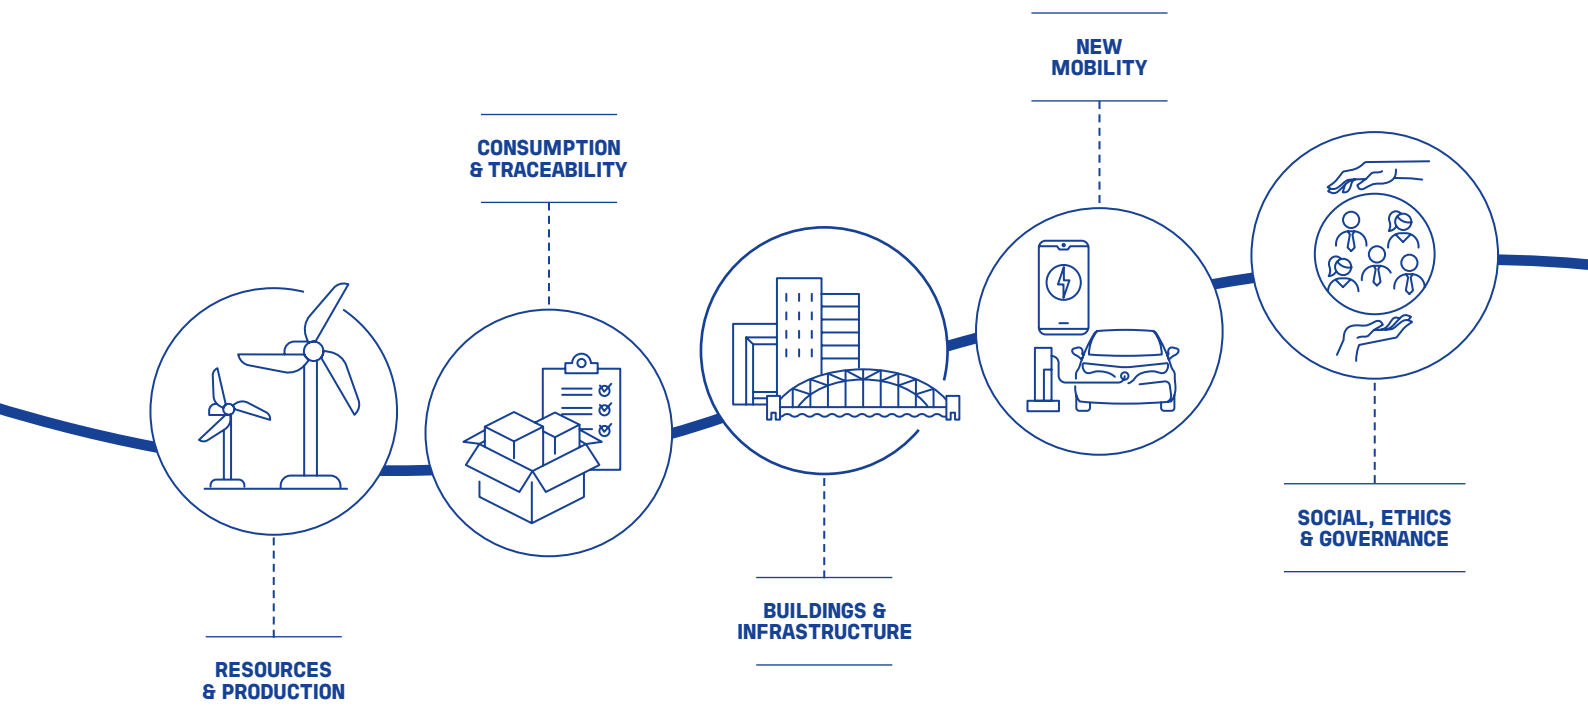 RESOURCES
& PRODUCTION
CONSUMPTION
& TRACEABILITY
BUILDINGS &
INFRASTRUCTURE
NEW
MOBILITY
SOCIAL, ETHICS
& GOVERNANCE